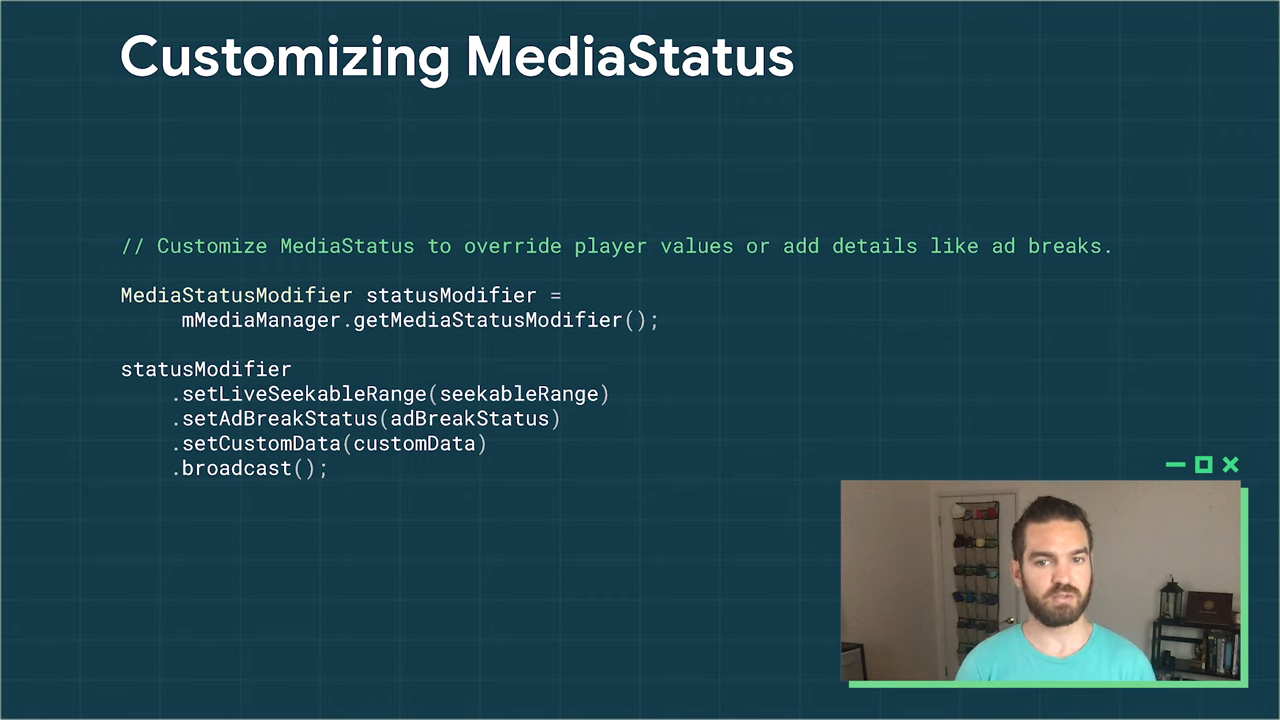 Customizing MediaStatus
// Customize MediaStatus to override player values or add details like ad breaks.
MediaStatusModifier statusModifier =
mMediaManager.getMediaStatusModifier();
statusModifier
.setLiveSeekableRange(seekableRange)
.setAdBreakStatus(adBreakStatus)
.setCustomData(customData)
.broadcast();